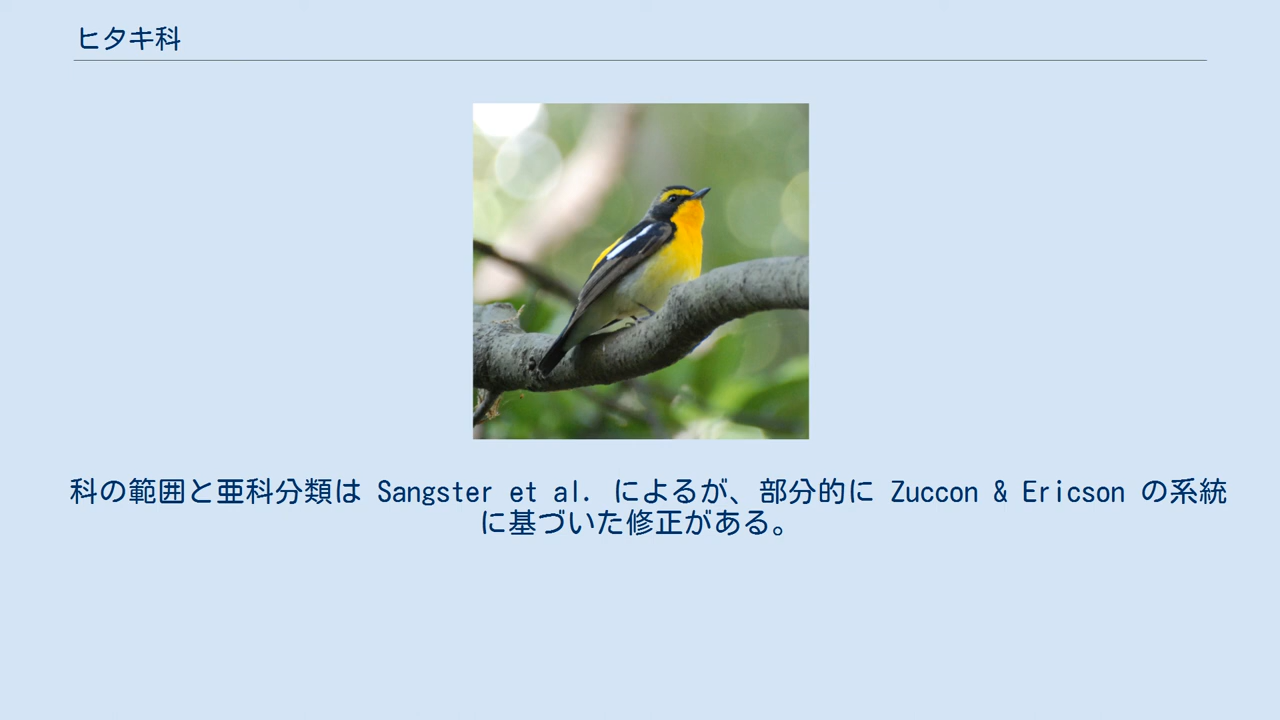 ヒタキ科
科の範囲と亜科分類は Sangster et al. によるが、部分的に Zuccon & Ericson の系統
に基づいた修正がある。